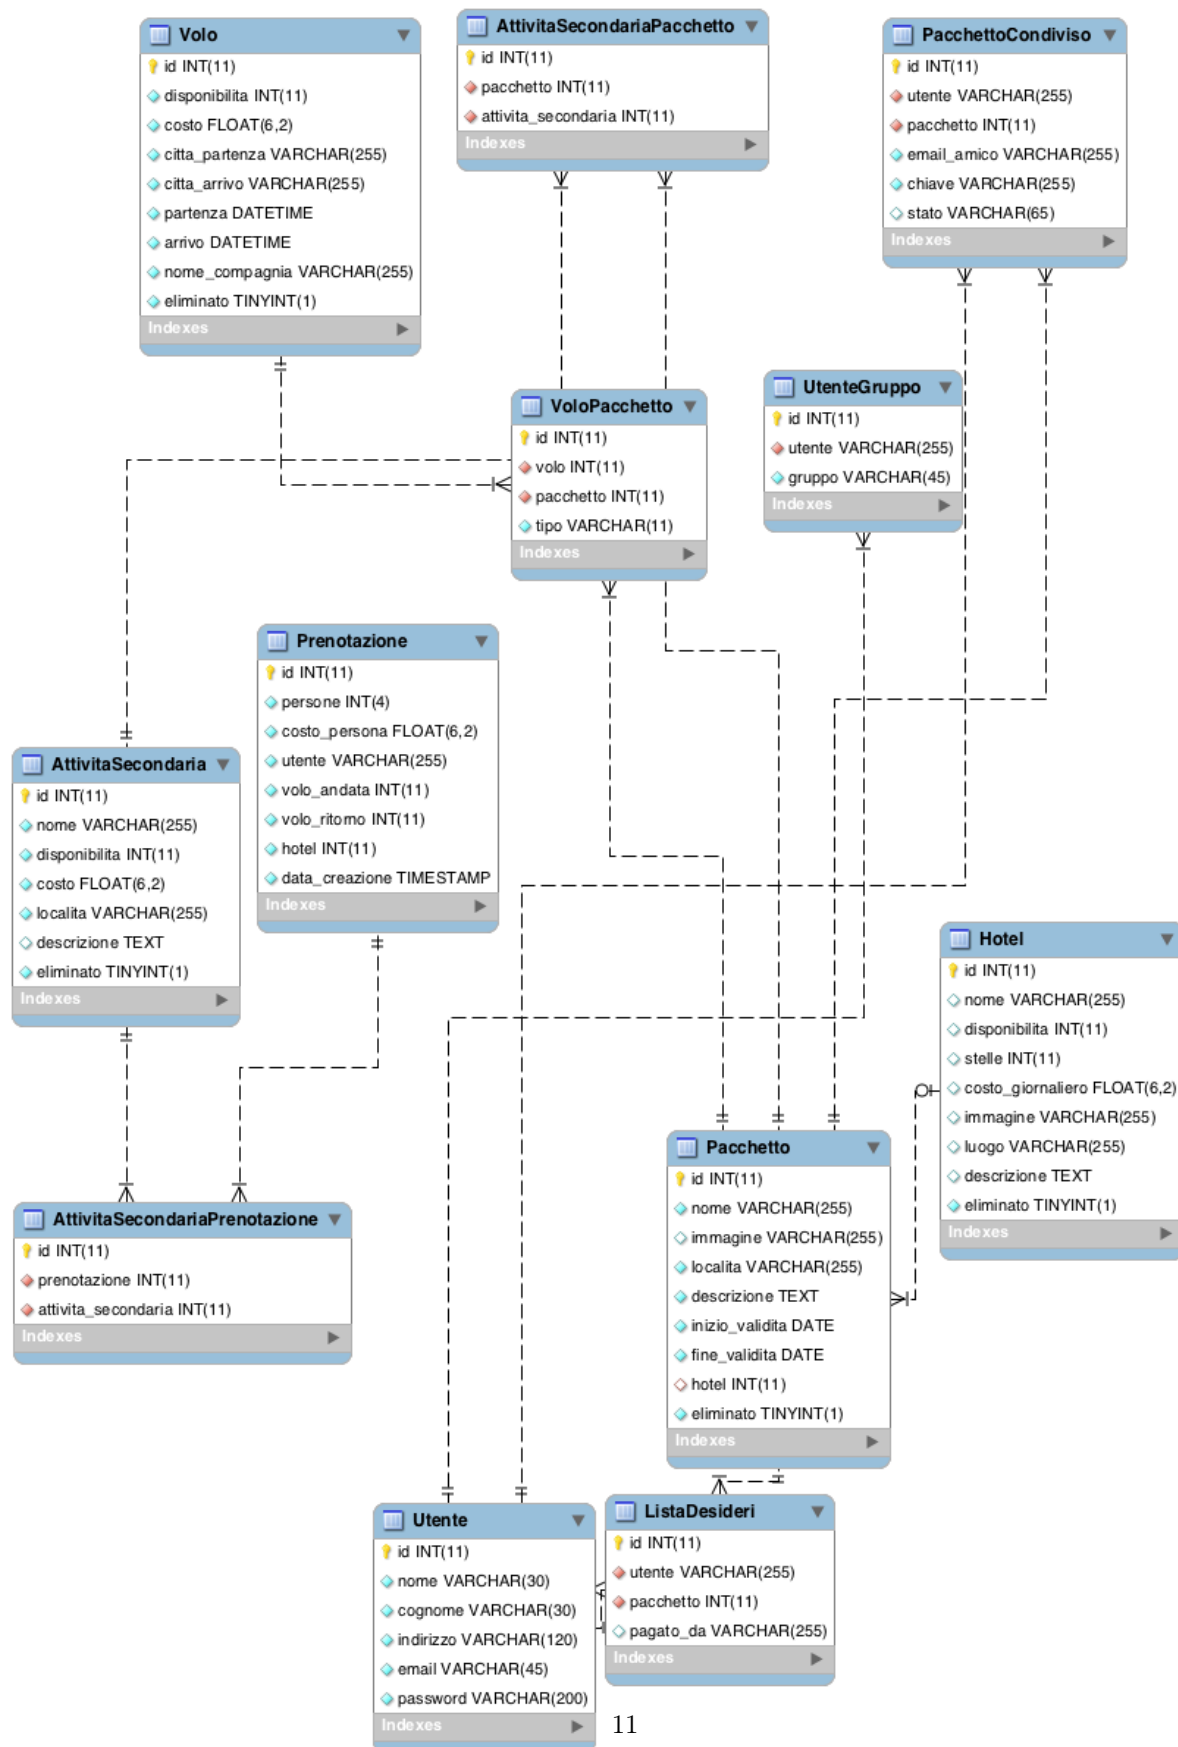 Volo
id INT(11)
disponibilita INT(11)
costo FLOAT(6,2)
citta_partenza VARCHAR(255)
citta_arrivo VARCHAR(255)
partenza DATETIME
arrivo DATETIME
nome_compagnia VARCHAR(255)
eliminato TINYINT(1)
Indexes
AttivitaSecondariaPacchetto
id INT(11)
pacchetto INT(11)
attivita_secondaria INT(11)
Indexes
PacchettoCondiviso
id INT(11)
utente VARCHAR(255)
pacchetto INT(11)
email_amico VARCHAR(255)
chiave VARCHAR(255)
stato VARCHAR(65)
Indexes
VoloPacchetto
id INT(11)
volo INT(11)
pacchetto INT(11)
tipo VARCHAR(11)
Indexes
UtenteGruppo
id INT(11)
utente VARCHAR(255)
gruppo VARCHAR(45)
Indexes
Prenotazione
id INT(11)
persone INT(4)
costo_persona FLOAT(6,2)
utente VARCHAR(255)
volo_andata INT(11)
volo_ritorno INT(11)
hotel INT(11)
data_creazione TIMESTAMP
Indexes
AttivitaSecondaria
id INT(11)
nome VARCHAR(255)
disponibilita INT(11)
costo FLOAT(6,2)
localita VARCHAR(255)
descrizione TEXT
eliminato TINYINT(1)
Indexes
Hotel
id INT(11)
nome VARCHAR(255)
disponibilita INT(11)
stelle INT(11)
costo_giornaliero FLOAT(6,2)
immagine VARCHAR(255)
luogo VARCHAR(255)
descrizione TEXT
eliminato TINYINT(1)
Indexes
Pacchetto
id INT(11)
nome VARCHAR(255)
immagine VARCHAR(255)
localita VARCHAR(255)
descrizione TEXT
inizio_validita DATE
fine_validita DATE
hotel INT(11)
eliminato TINYINT(1)
Indexes
AttivitaSecondariaPrenotazione
id INT(11)
prenotazione INT(11)
attivita_secondaria INT(11)
Indexes
Utente
id INT(11)
nome VARCHAR(30)
cognome VARCHAR(30)
indirizzo VARCHAR(120)
email VARCHAR(45)
password VARCHAR(200)
Indexes
ListaDesideri
id INT(11)
utente VARCHAR(255)
pacchetto INT(11)
pagato_da VARCHAR(255)
Indexes
11